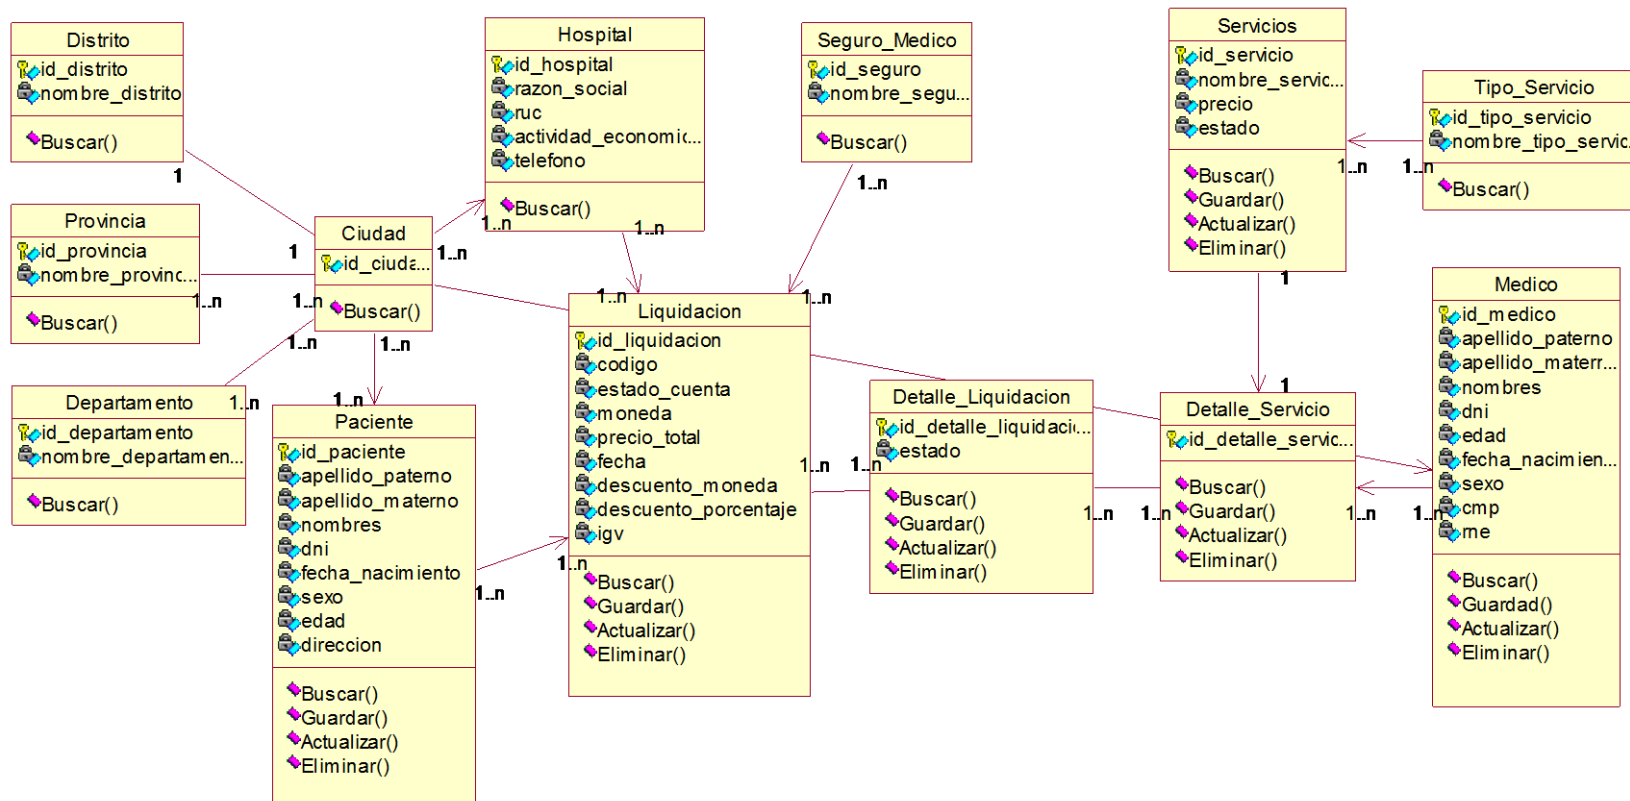 Distrito
id_distrito
nombre_distrito
Buscar()
1
Hospital
id_hospital
razon_social
ruc
actividad_economic...
telefono
Buscar()
1..n
1..n
Seguro_Medico
id_seguro
nombre_segu...
Buscar()
1..n
Servicios
id_servicio
nombre_servic...
precio
estado
Buscar()
Guardar()
Actualizar()
Eliminar()
1..n
1
Tipo_Servicio
id_tipo_servicio
nombre_tipo_servic
Buscar()
1..n
Provincia
id_provincia
nombre_provinc...
Buscar()
1..n
Ciudad
id_ciuda...
Buscar()
1
1..n
1..n
1..n
1..n
Departamento
id_departamento
nombre_departamen...
Buscar()
1..n
Paciente
id_paciente
apellido_paterno
apellido_materno
nombres
dni
fecha_nacimiento
sexo
edad
direccion
Buscar()
Guardar()
Actualizar()
Eliminar()
1..n
1..n
Liquidacion
id_liquidacion
codigo
estado_cuenta
moneda
precio_total
fecha
descuento_moneda
descuento_porcentaje
igv
Buscar()
Guardar()
Actualizar()
Eliminar()
1..n
1..n
1..n
1..n
Detalle_Liquidacion
id_detalle_liquidacic...
estado
Buscar()
Guardar()
Actualizar()
Eliminar()
1..n
1..n
Detalle_Servicio
id_detalle_servic...
Buscar()
Guardar()
Actualizar()
Eliminar()
1
1..n
1..n
Medico
id_medico
apellido_paterno
apellido_materr...
nombres
dni
edad
fecha_nacimien...
sexo
cmp
rne
Buscar()
Guardad()
Actualizar()
Eliminar()
1..n